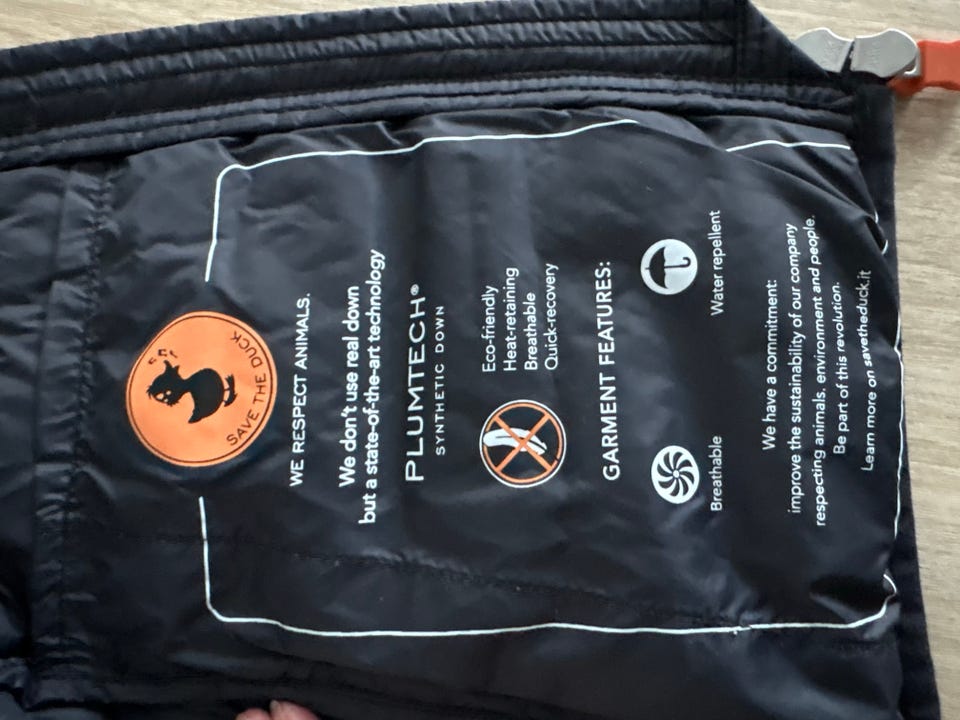 SAVE THE DUCK
WE RESPECT ANIMALS.
We don't use real down
but a state-of-the-art technology
PLUMTECH®
SYNTHETIC DOWN
Eco-friendly
Heat-retaining
Breathable
Quick-recovery
GARMENT FEATURES:
Breathable
Water repellent
We have a commitment:
improve the sustainability of our company
respecting animals, environment and people.
Be part of this revolution.
Learn more on savetheduck.it